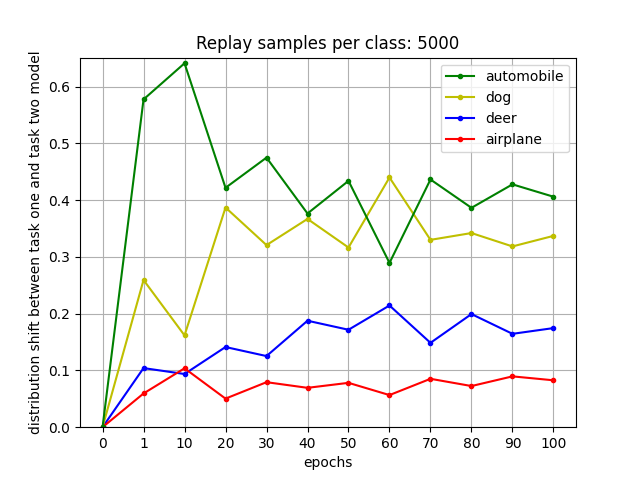 Replay samples per class: 5000
distribution shift between task one and task two model
0.6
0.5
0.4
0.3
0.2
0.1
0.0
automobile
dog
deer
airplane
0 1 10 20 30 40 50 60 70 80 90 100
epochs